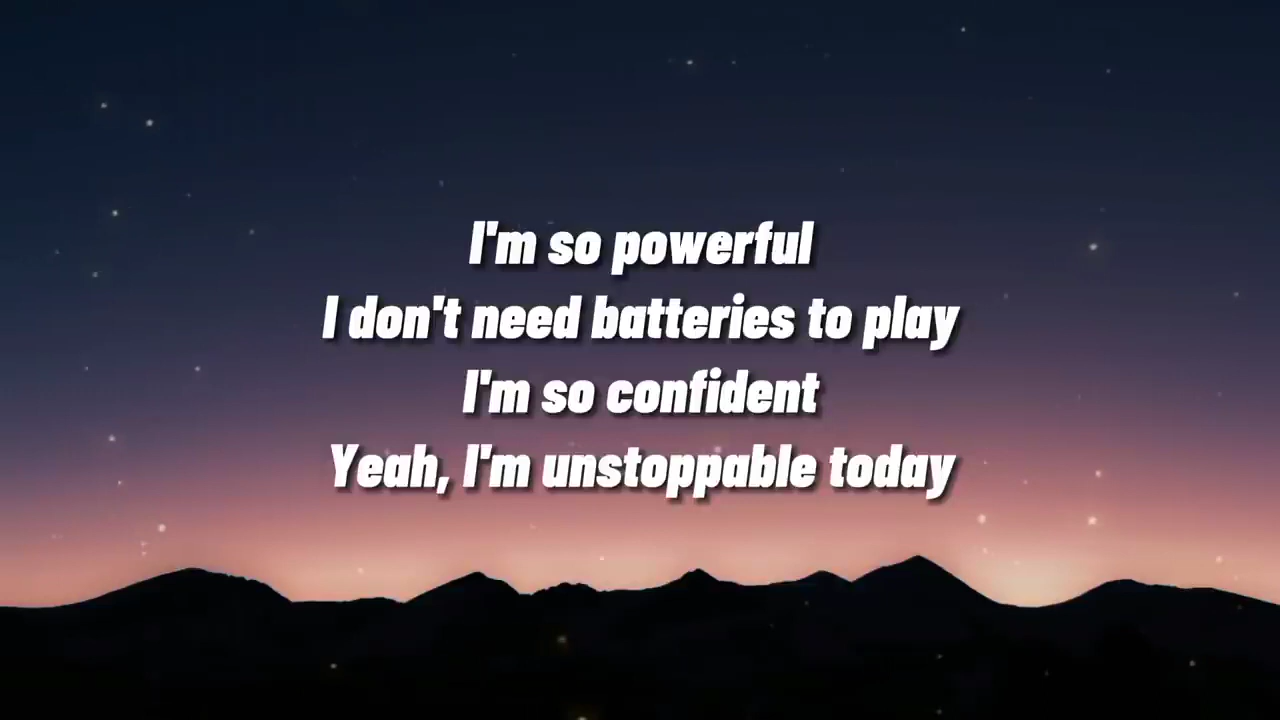 I'm so powerful
I don't need batteries to play
I'm so confident
Yeah, I'm unstoppable today